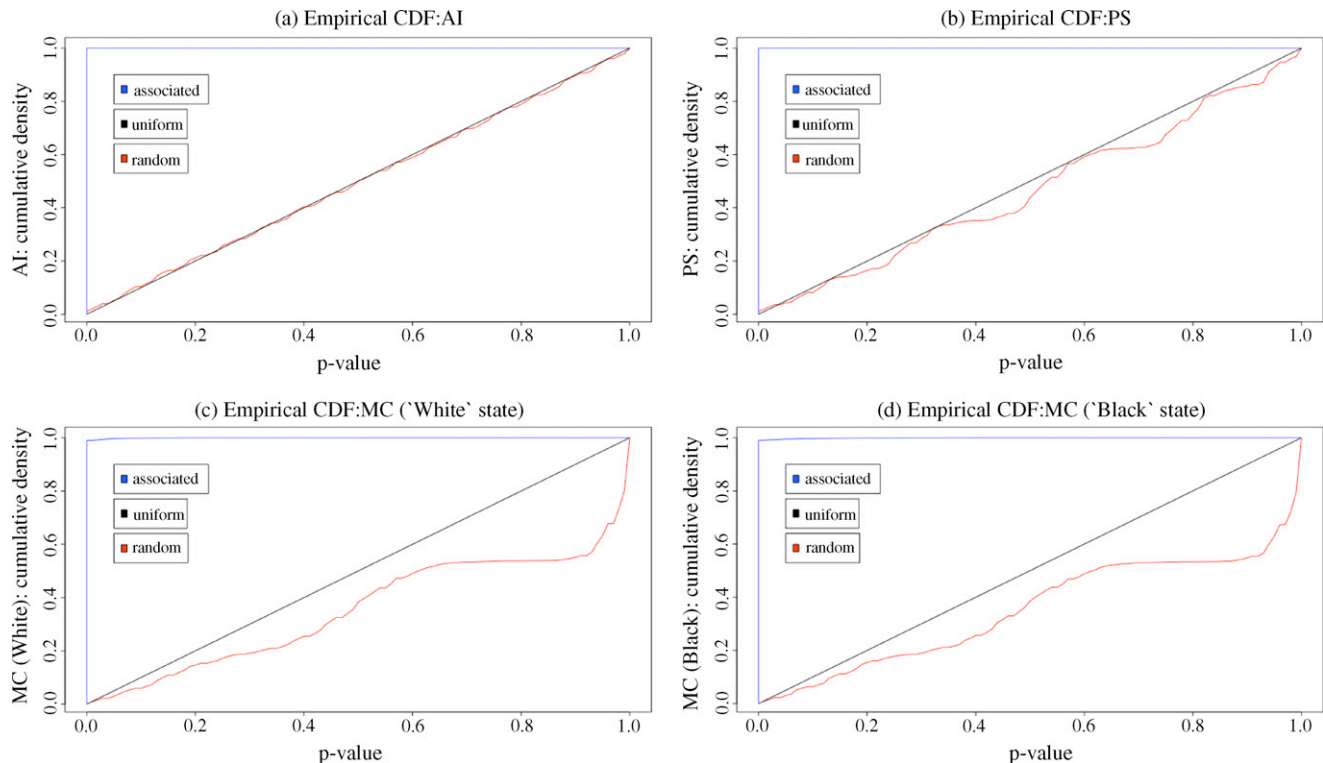 (a) Empirical CDF:AI
AI: cumulative density
1.0
0.8
0.6
0.4
0.2
0.0
associated
uniform
random
0.0 0.2 0.4 0.6 0.8 1.0
p-value
(b) Empirical CDF:PS
PS: cumulative density
1.0
0.8
0.6
0.4
0.2
0.0
associated
uniform
random
0.0 0.2 0.4 0.6 0.8 1.0
p-value
(c) Empirical CDF:MC (`White` state)
MC (White): cumulative density
1.0
0.8
0.6
0.4
0.2
0.0
associated
uniform
random
0.0 0.2 0.4 0.6 0.8 1.0
p-value
(d) Empirical CDF:MC (`Black` state)
MC (Black): cumulative density
1.0
0.8
0.6
0.4
0.2
0.0
associated
uniform
random
0.0 0.2 0.4 0.6 0.8 1.0
p-value